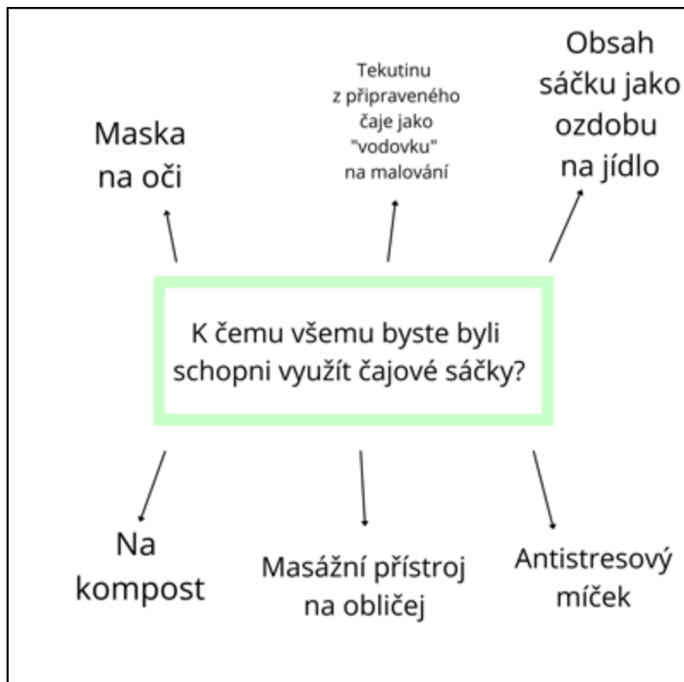 Maska
na oči
Tekutinu
z připraveného
čaje jako
"vodovku"
na malování
Obsah
sáčku jako
ozdobu
na jídlo
K čemu všemu byste byli
schopni využít čajové sáčky?
Na
kompost
Masážní přístroj
na obličej
Antistresový
míček